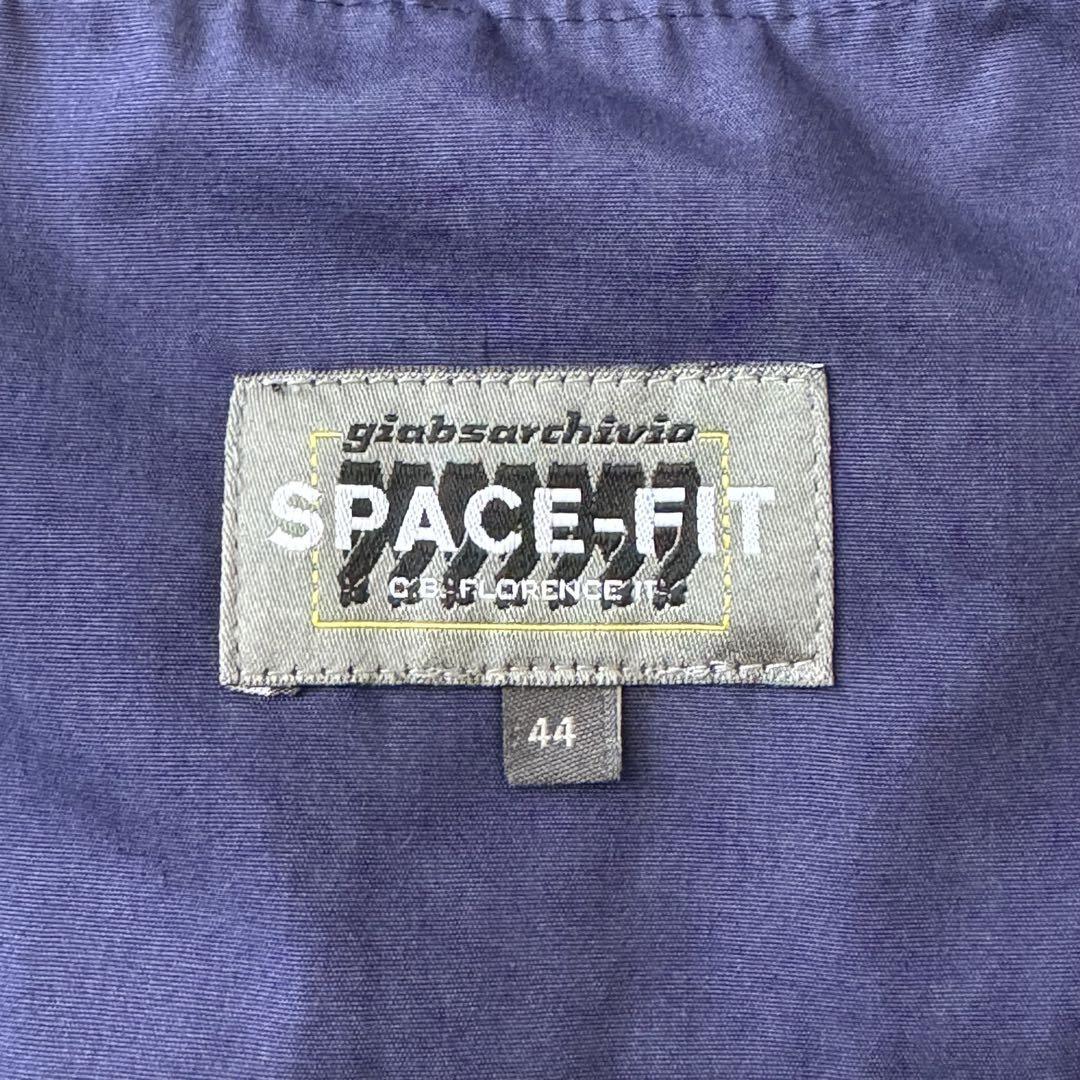 giabsarchivio
SPACE-FIT
C.B. FLORENCE IT.
44